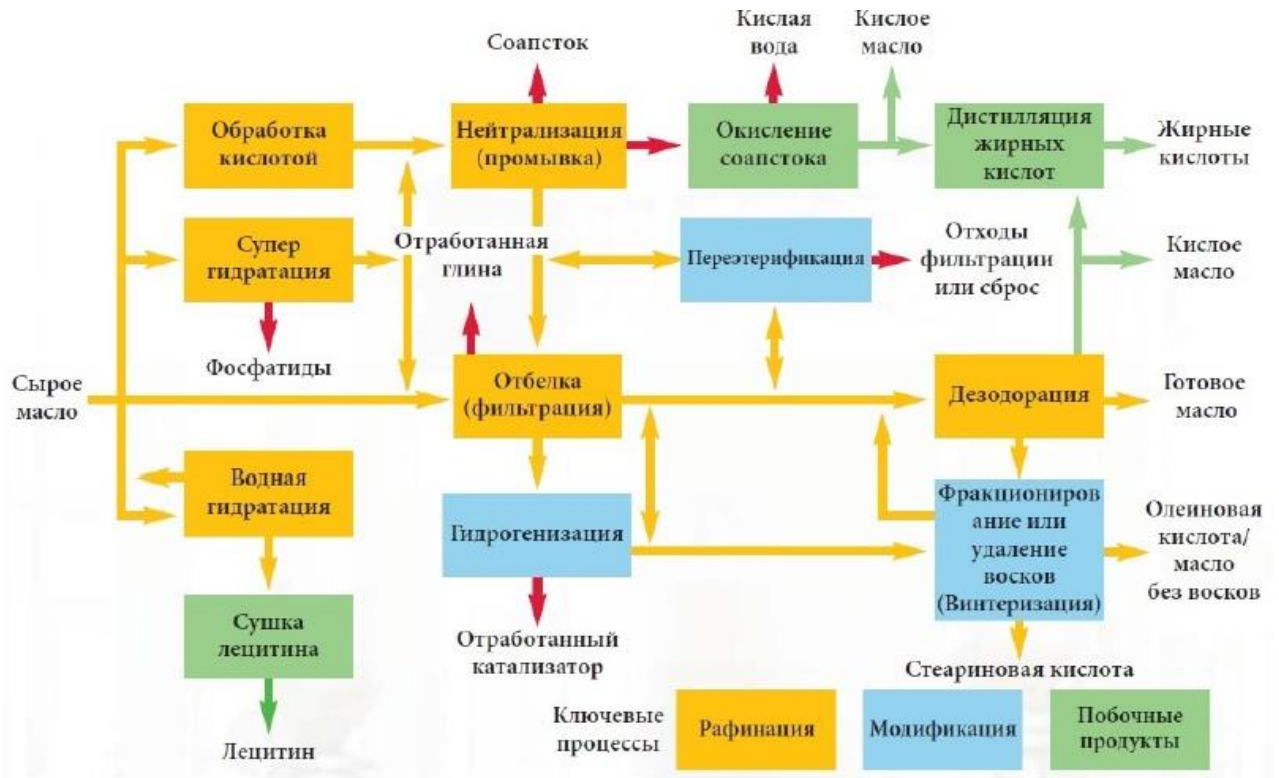 Соапсток
Кислая
вода
Кислое
масло
Обработка
кислотой
Нейтрализация
(промывка)
Окисление
соапстока
Дистилляция
жирных
кислот
Жирные
кислоты
Супер
гидратация
Отработанная
глина
Переэтерификация
Отходы
фильтрации
или сброс
Кислое
масло
Фосфатиды
Сырое
масло
Отбелка
(фильтрация)
Дезодорация
Готовое
масло
Водная
гидратация
Гидрогенизация
Фракциониров
ание или
удаление
восков
(Винтеризация)
Олеиновая
кислота/
масло
без восков
Сушка
лецитина
Отработанный
катализатор
Стеариновая кислота
Лецитин
Ключевые
процессы
Рафинация
Модификация
Побочные
продукты